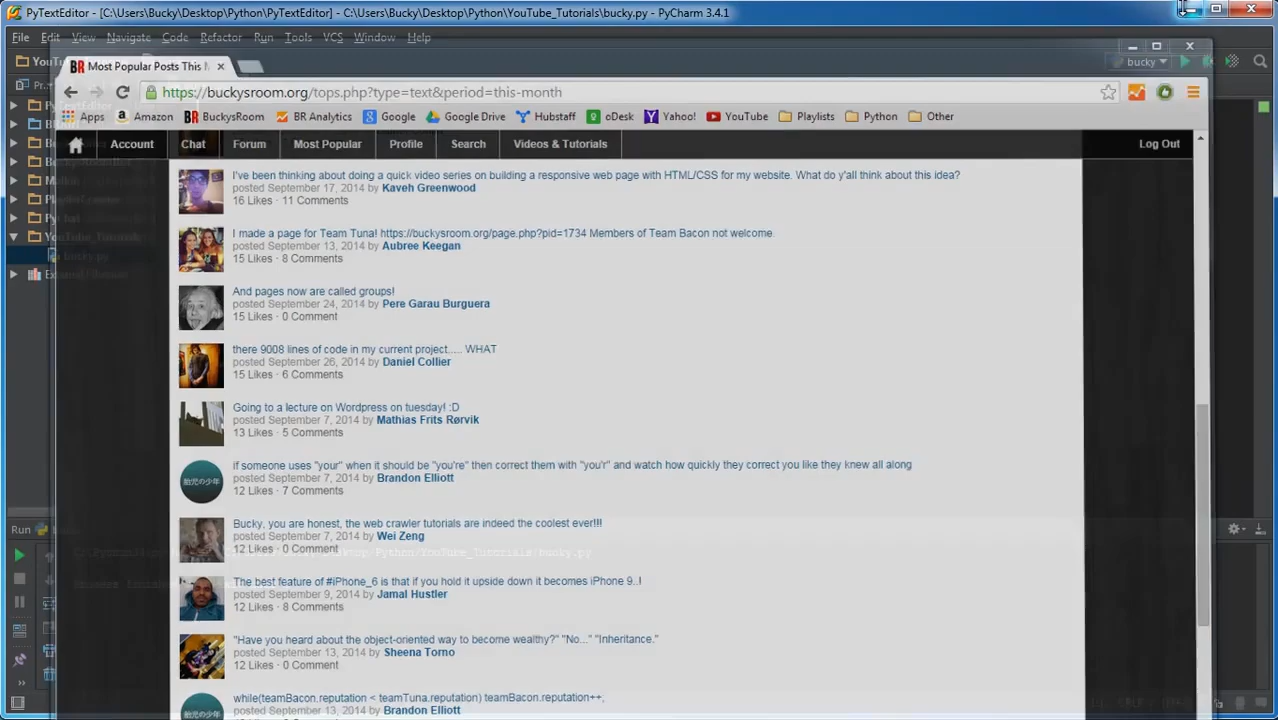 PyTextEditor - [C:\Users\Bucky\Desktop\Python\PyTextEditor] - C:\Users\Bucky\Desktop\Python\YouTube_Tutorials\bucky.py - PyCharm 3.4.1
File Edit View Navigate Code Refactor Run Tools VCS Window Help
Most Popular Posts This M
bucky
https://buckysroom.org/tops.php?type=text&period=this-month
Apps Amazon BuckysRoom BR Analytics Google Google Drive Hubstaff oDesk Yahoo! YouTube Playlists Python Other
Account Chat Forum Most Popular Profile Search Videos & Tutorials Log Out
I've been thinking about doing a quick video series on building a responsive web page with HTML/CSS for my website. What do y'all think about this idea?
posted September 17, 2014 by Kaveh Greenwood
16 Likes · 11 Comments
I made a page for Team Tuna! https://buckysroom.org/page.php?pid=1734 Members of Team Bacon not welcome.
posted September 13, 2014 by Aubree Keegan
15 Likes · 8 Comments
And pages now are called groups!
posted September 24, 2014 by Pere Garau Burguera
15 Likes · 0 Comment
there 9008 lines of code in my current project..... WHAT
posted September 26, 2014 by Daniel Collier
15 Likes · 6 Comments
Going to a lecture on Wordpress on tuesday! :D
posted September 7, 2014 by Mathias Frits Rørvik
13 Likes · 5 Comments
if someone uses "your" when it should be "you're" then correct them with "you'r" and watch how quickly they correct you like they knew all along
posted September 7, 2014 by Brandon Elliott
12 Likes · 7 Comments
Bucky, you are honest, the web crawler tutorials are indeed the coolest ever!!!
posted September 7, 2014 by Wei Zeng
12 Likes · 0 Comment
The best feature of #iPhone_6 is that if you hold it upside down it becomes iPhone 9..!
posted September 9, 2014 by Jamal Hustler
12 Likes · 8 Comments
"Have you heard about the object-oriented way to become wealthy?" "No..." "Inheritance."
posted September 13, 2014 by Sheena Torno
12 Likes · 0 Comment
while(teamBacon.reputation < teamTuna.reputation) teamBacon.reputation++;
posted September 13, 2014 by Brandon Elliott
YouTube_Tutorials
bucky.py
Run